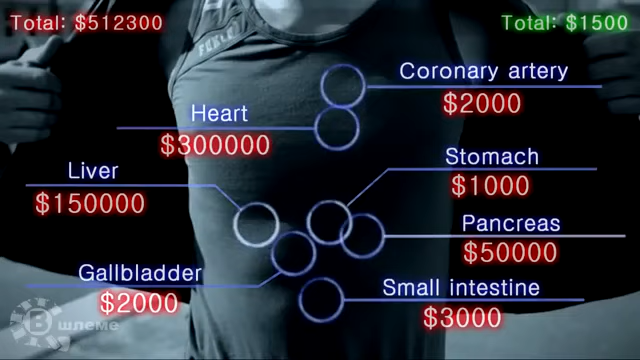 Total: $512300
Total: $1500
Coronary artery
$2000
Heart
$300000
Stomach
$1000
Liver
$150000
Pancreas
$50000
Gallbladder
$2000
Small intestine
$3000
В шлеме